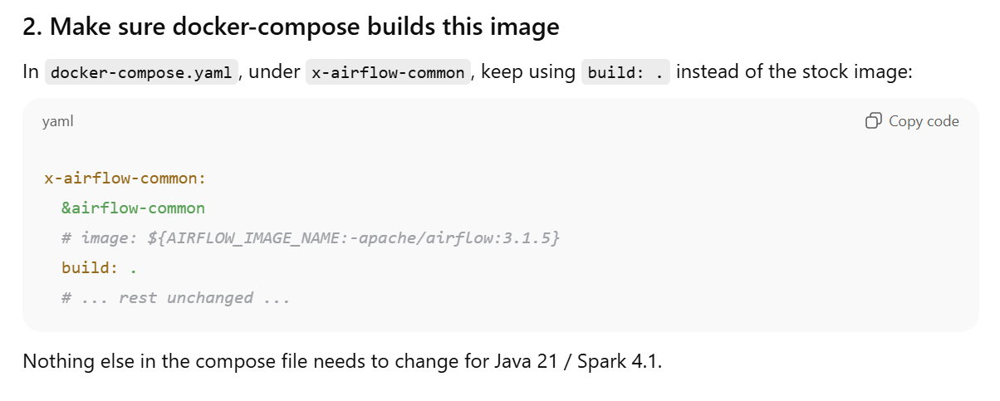 2. Make sure docker-compose builds this image
In docker-compose.yaml, under x-airflow-common, keep using build: . instead of the stock image:
yaml
Copy code
x-airflow-common:
  &airflow-common
  # image: ${AIRFLOW_IMAGE_NAME:-apache/airflow:3.1.5}
  build: .
  # ... rest unchanged ...
Nothing else in the compose file needs to change for Java 21 / Spark 4.1.